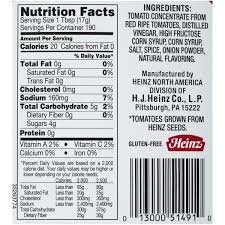 Nutrition Facts
Serving Size 1 Tbsp (17g)
Servings Per Container 190
Amount Per Serving
Calories 20 Calories from Fat 0
% Daily Value*
Total Fat 0g 0%
Saturated Fat 0g 0%
Trans Fat 0g
Cholesterol 0mg 0%
Sodium 160mg 7%
Total Carbohydrate 5g 2%
Dietary Fiber 0g 0%
Sugars 4g
Protein 0g
Vitamin A 2% • Vitamin C 0%
Calcium 0% • Iron 0%
*Percent Daily Values are based on a 2,000
calorie diet. Your daily values may be higher
or lower depending on your calorie needs:
Calories 2,000 2,500
Total Fat Less than 65g 80g
Saturated Fat Less than 20g 25g
Cholesterol Less than 300mg 300mg
Sodium Less than 2,400mg 2,400mg
Total Carbohydrate 300g 375g
Dietary Fiber 25g 30g
INGREDIENTS:
TOMATO CONCENTRATE FROM
RED RIPE TOMATOES, DISTILLED
VINEGAR, HIGH FRUCTOSE
CORN SYRUP, CORN SYRUP,
SALT, SPICE, ONION POWDER,
NATURAL FLAVORING.
Manufactured by
HEINZ NORTH AMERICA
DIVISION OF
H.J. Heinz Co., L.P.
Pittsburgh, PA 15222
*TOMATOES GROWN FROM
HEINZ SEEDS.
GLUTEN-FREE
Heinz
0 13000 51491 0